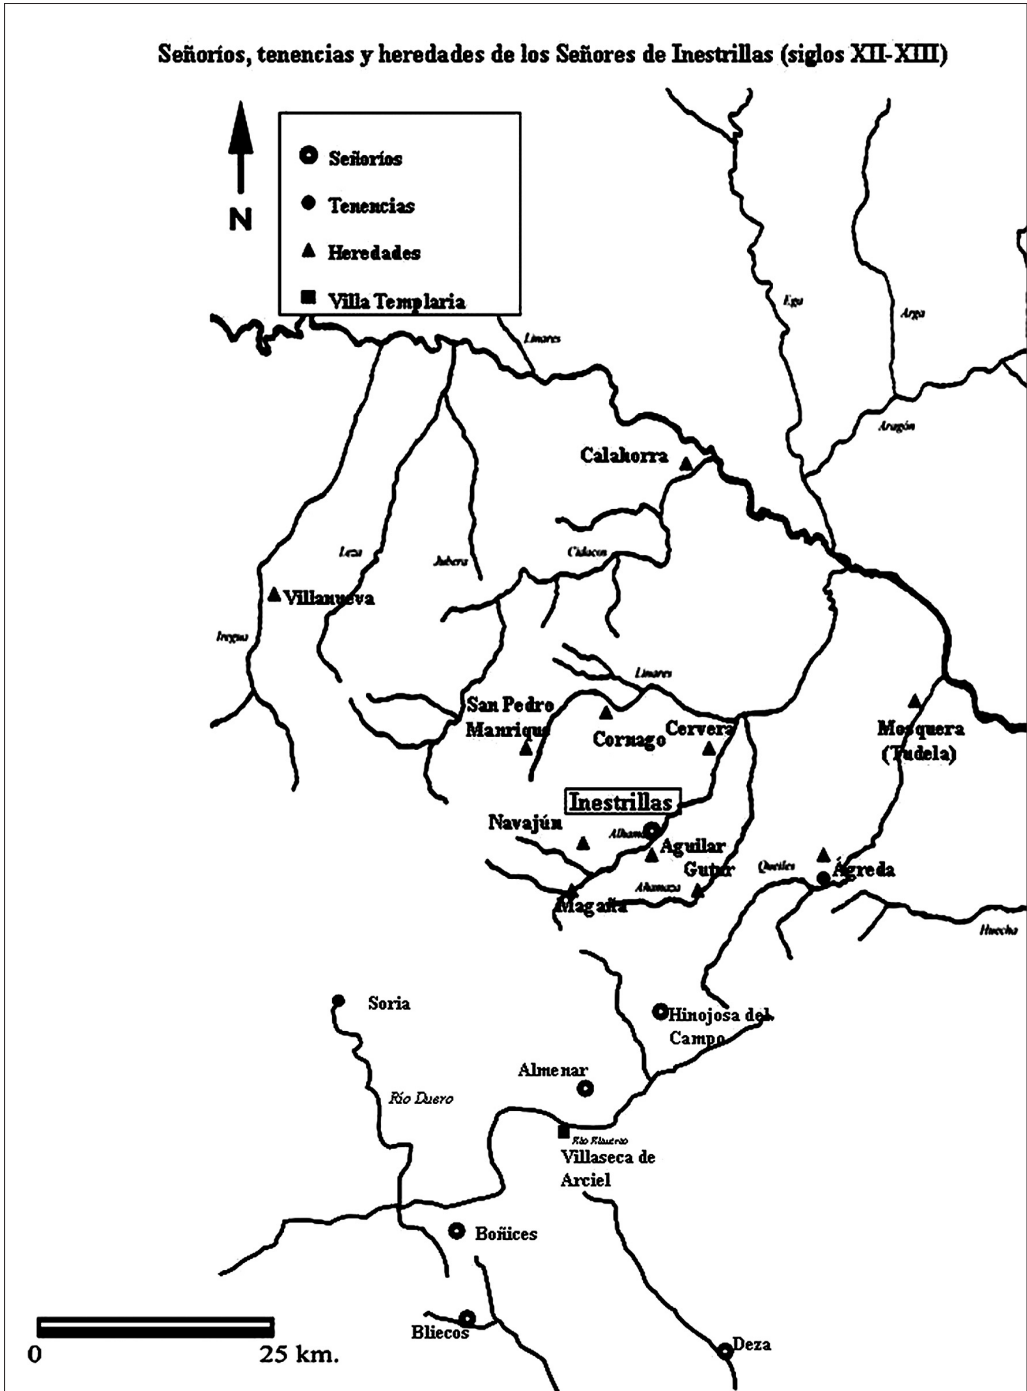 Señoríos, tenencias y heredades de los Señores de Inestrillas (siglos XII-XIII)
N
Señoríos
Tenencias
Heredades
Villa Templaria
Linares
Ega
Arga
Aragón
Calahorra
Leza
Jubera
Cidacos
Villanueva
Iregua
Linares
San Pedro
Manrique
Cornago
Cervera
Mosquera
(Tudela)
Inestrillas
Navajún
Alhama
Aguilar
Gutur
Queiles
Ágreda
Magaña
Añamaza
Huecha
Soria
Hinojosa del
Campo
Almenar
Río Duero
Villaseca de
Arciel
Boñices
Bliecos
Deza
0
25 km.